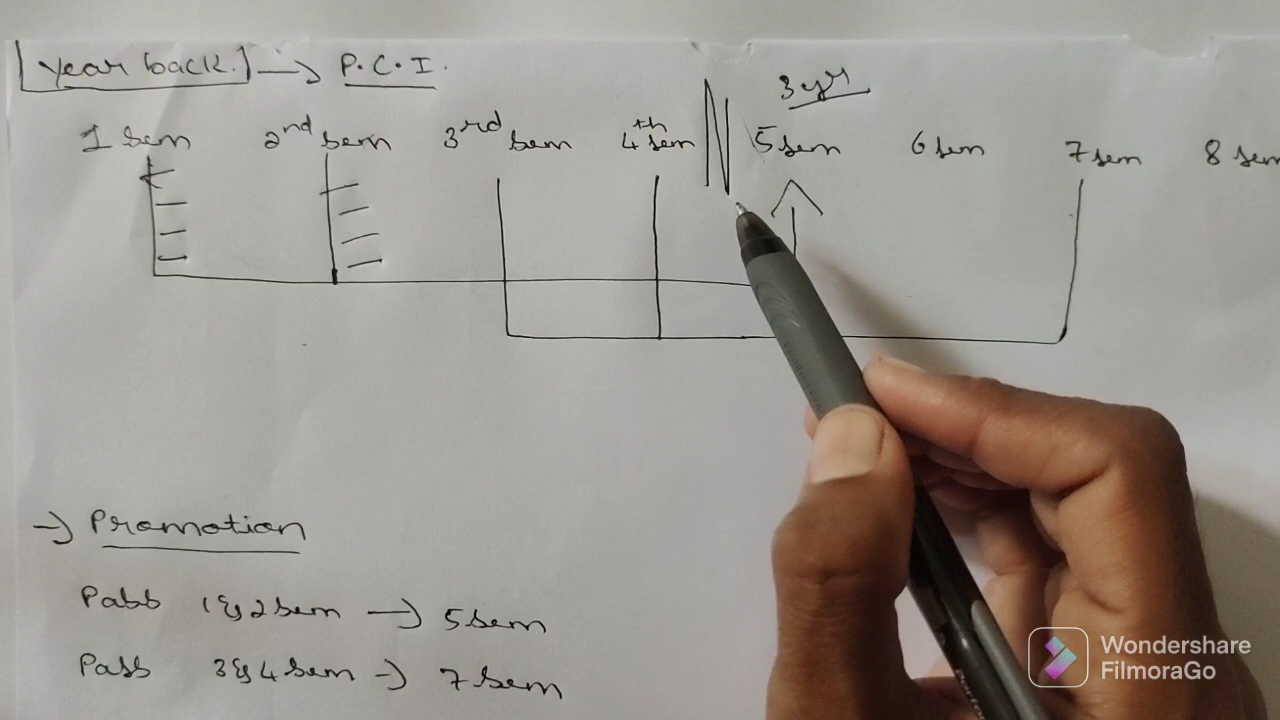 Year back. → P.C.I.
3 yr
1 sem 2nd sem 3rd sem 4th sem 5 sem 6 sem 7 sem 8 sem
→ Promotion
Pass 1 & 2 sem → 5 sem
Pass 3 & 4 sem → 7 sem
Wondershare
FilmoraGo